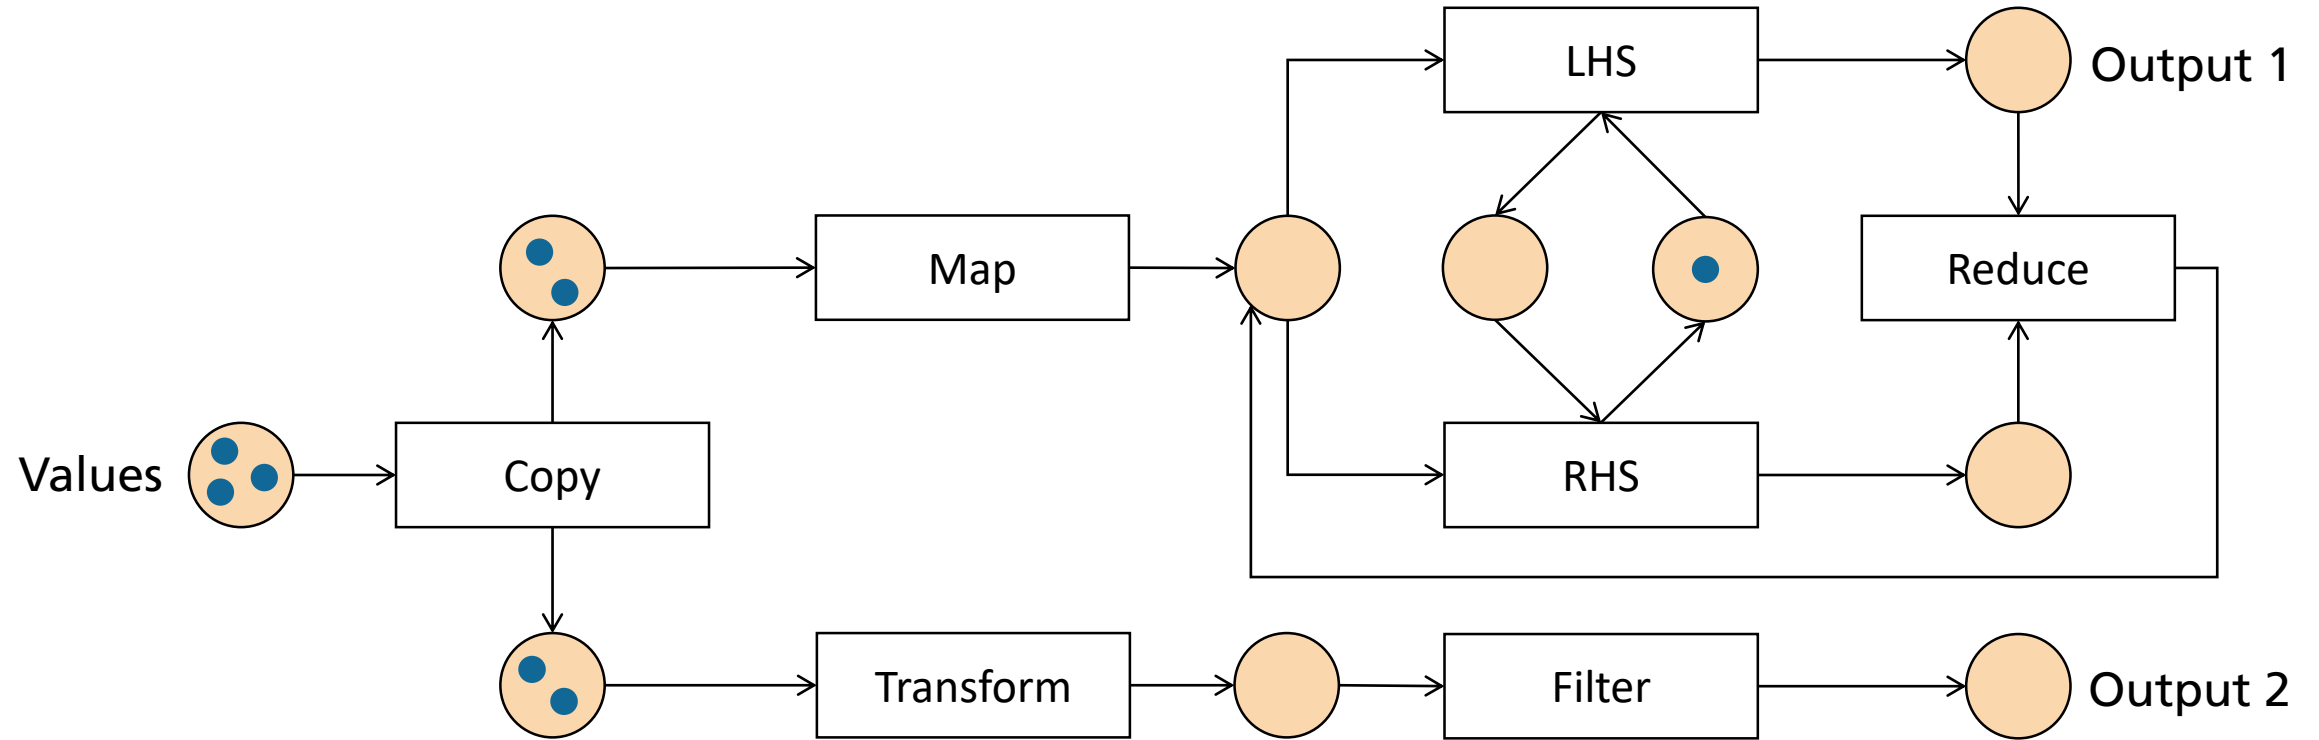 LHS
Output 1
Map
Reduce
Values
Copy
RHS
Transform
Filter
Output 2